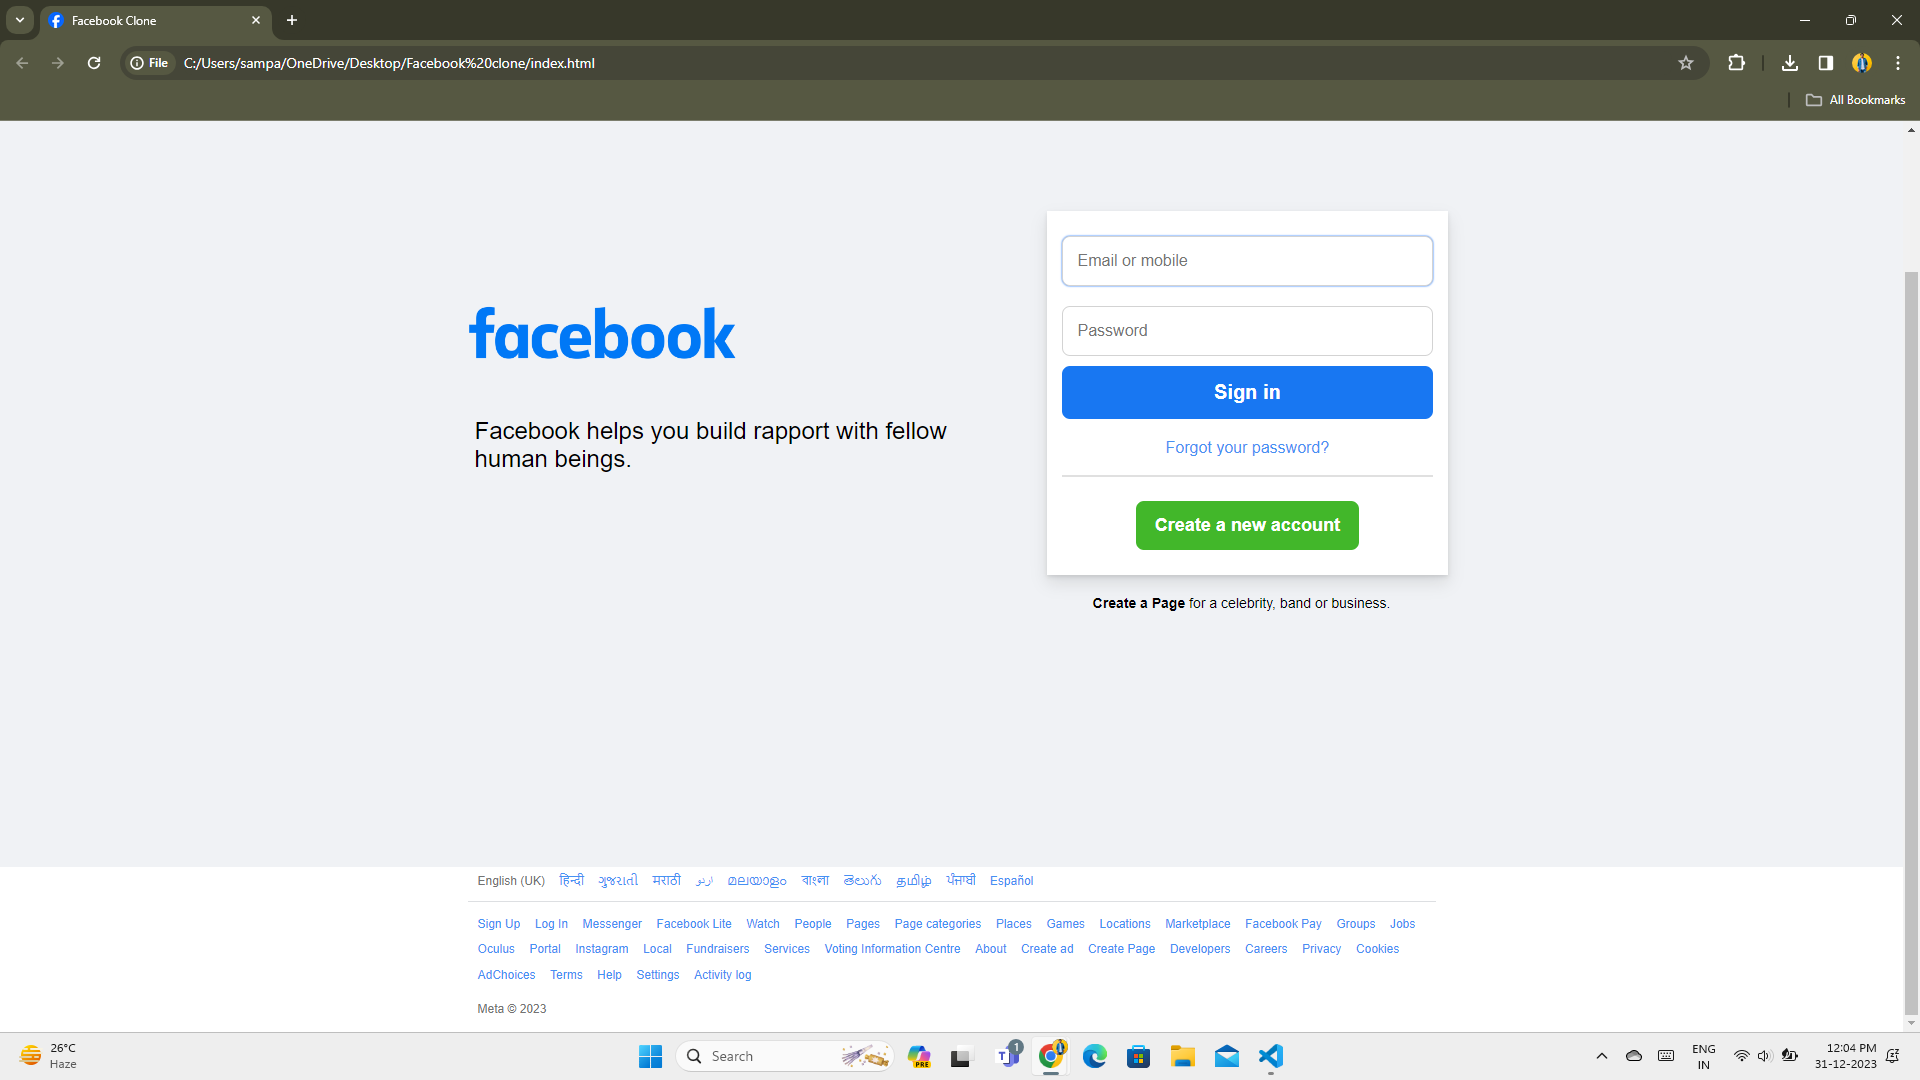 Facebook Clone
File C:/Users/sampa/OneDrive/Desktop/Facebook%20clone/index.html
All Bookmarks
Email or mobile
facebook
Password
Sign in
Facebook helps you build rapport with fellow
human beings.
Forgot your password?
Create a new account
Create a Page for a celebrity, band or business.
English (UK) हिन्दी ગુજરાતી मराठी اردو മലയാളം বাংলা తెలుగు தமிழ் ਪੰਜਾਬੀ Español
Sign Up Log In Messenger Facebook Lite Watch People Pages Page categories Places Games Locations Marketplace Facebook Pay Groups Jobs
Oculus Portal Instagram Local Fundraisers Services Voting Information Centre About Create ad Create Page Developers Careers Privacy Cookies
AdChoices Terms Help Settings Activity log
Meta © 2023
26°C
Haze
Search
PRE
1
ENG
IN
12:04 PM
31-12-2023